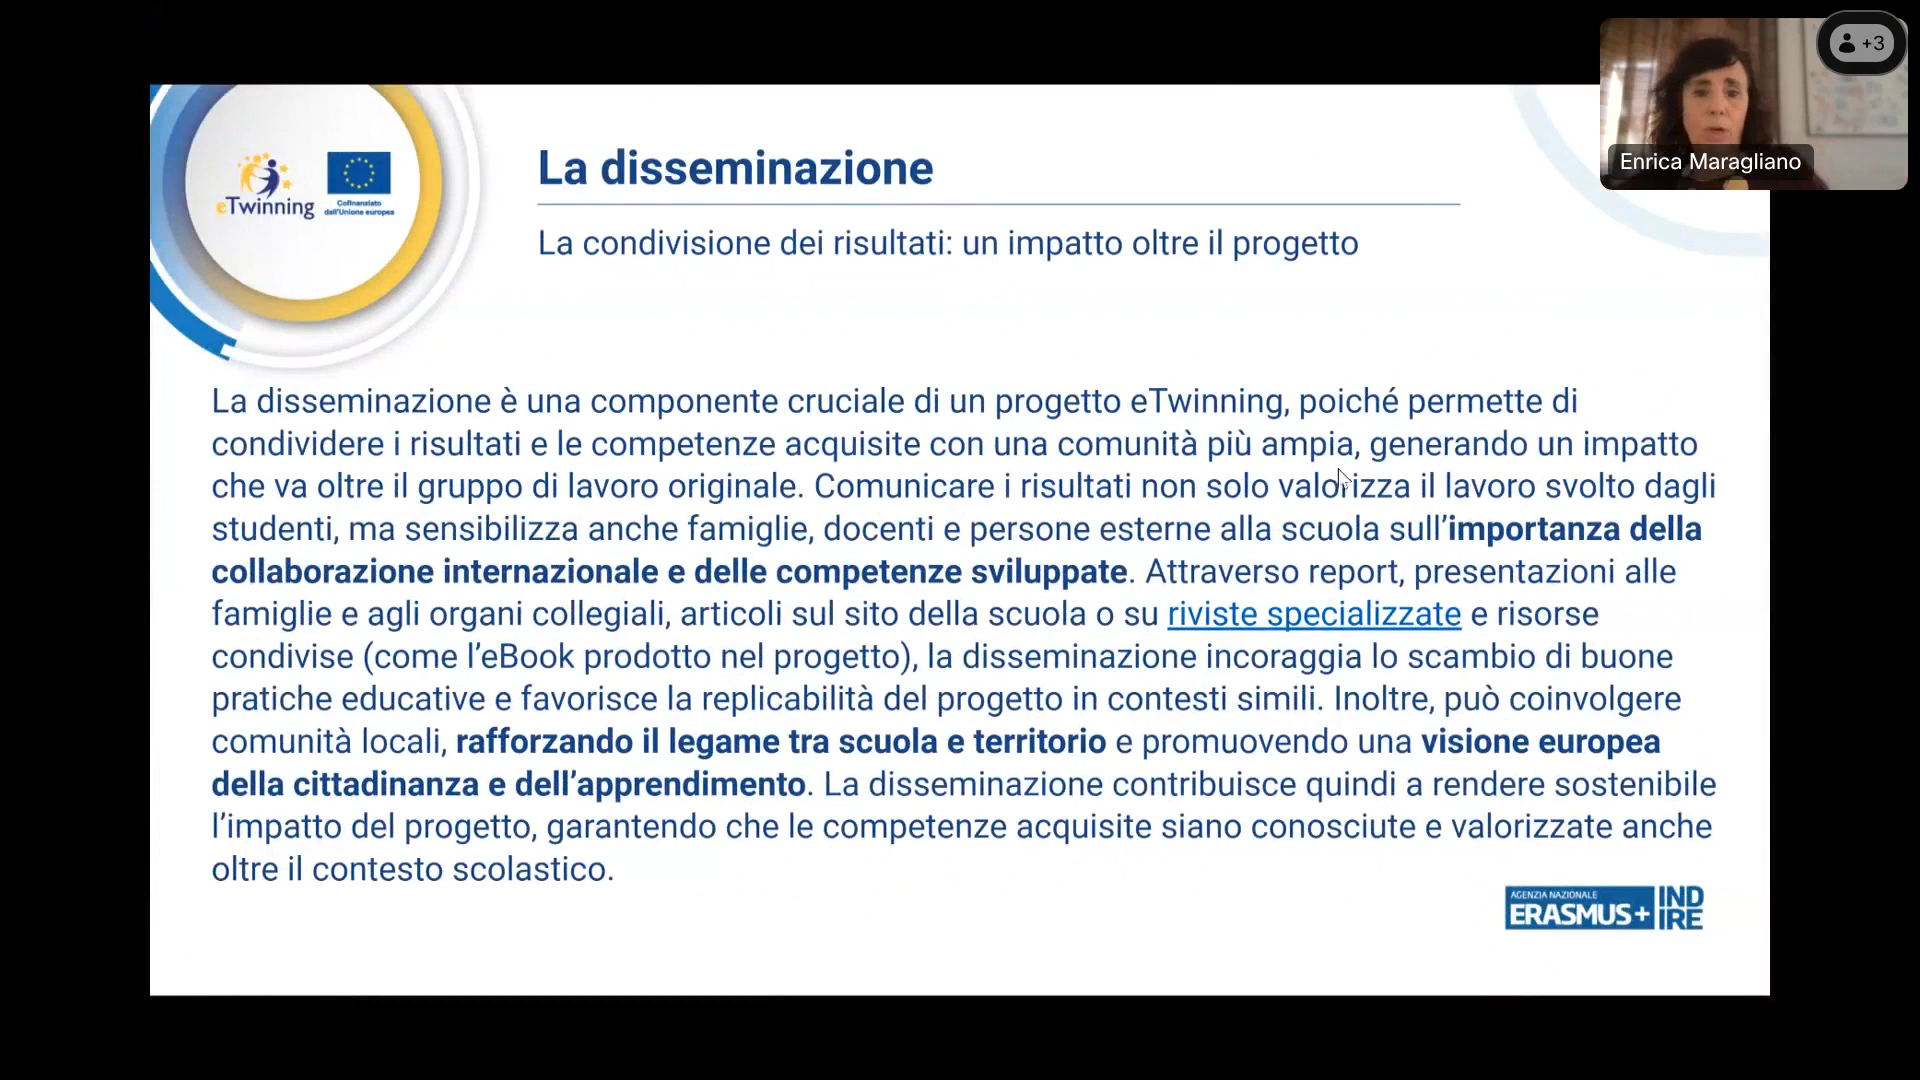 +3
Enrica Maragliano
eTwinning
Cofinanziato
dall'Unione europea
La disseminazione
La condivisione dei risultati: un impatto oltre il progetto
La disseminazione è una componente cruciale di un progetto eTwinning, poiché permette di
condividere i risultati e le competenze acquisite con una comunità più ampia, generando un impatto
che va oltre il gruppo di lavoro originale. Comunicare i risultati non solo valorizza il lavoro svolto dagli
studenti, ma sensibilizza anche famiglie, docenti e persone esterne alla scuola sull’importanza della
collaborazione internazionale e delle competenze sviluppate. Attraverso report, presentazioni alle
famiglie e agli organi collegiali, articoli sul sito della scuola o su riviste specializzate e risorse
condivise (come l’eBook prodotto nel progetto), la disseminazione incoraggia lo scambio di buone
pratiche educative e favorisce la replicabilità del progetto in contesti simili. Inoltre, può coinvolgere
comunità locali, rafforzando il legame tra scuola e territorio e promuovendo una visione europea
della cittadinanza e dell’apprendimento. La disseminazione contribuisce quindi a rendere sostenibile
l’impatto del progetto, garantendo che le competenze acquisite siano conosciute e valorizzate anche
oltre il contesto scolastico.
AGENZIA NAZIONALE
ERASMUS+
IND
IRE